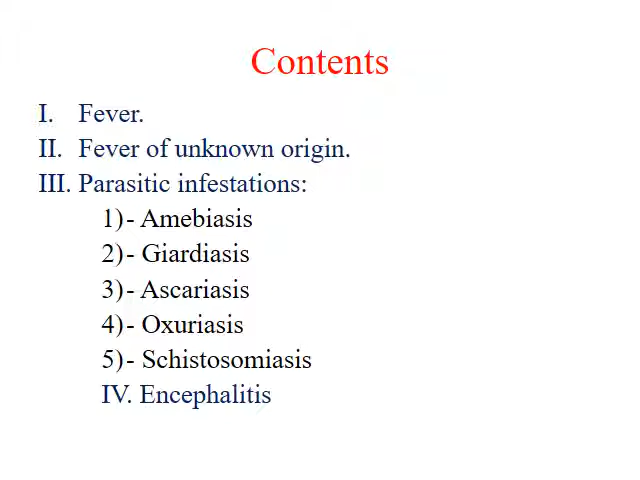 Contents
I. Fever.
II. Fever of unknown origin.
III. Parasitic infestations:
1)- Amebiasis
2)- Giardiasis
3)- Ascariasis
4)- Oxuriasis
5)- Schistosomiasis
IV. Encephalitis